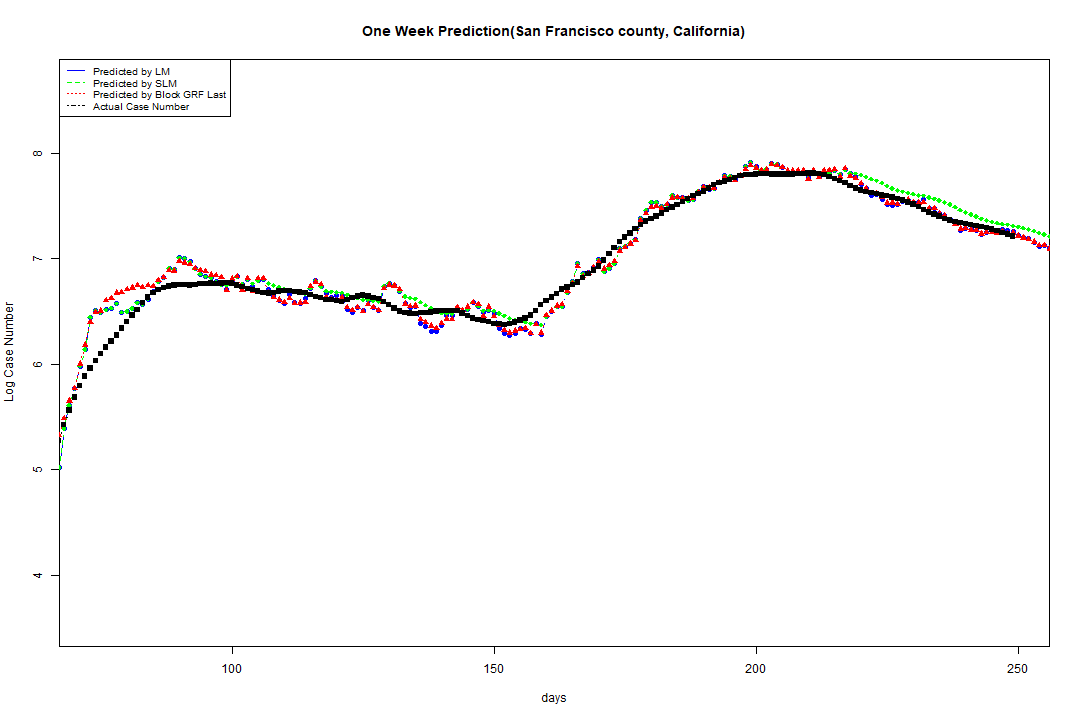 One Week Prediction(San Francisco county, California)
Predicted by LM
Predicted by SLM
Predicted by Block GRF Last
Actual Case Number
8
7
6
5
4
Log Case Number
100 150 200 250
days